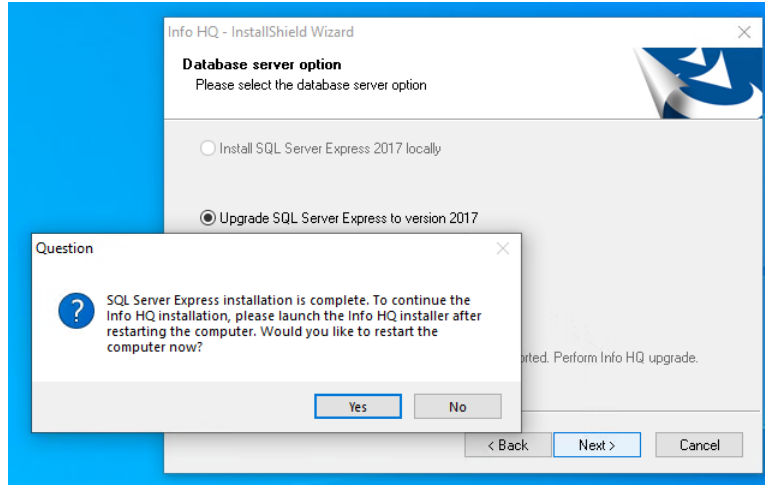 Info HQ - InstallShield Wizard
Database server option
Please select the database server option
Install SQL Server Express 2017 locally
Upgrade SQL Server Express to version 2017
Question
SQL Server Express installation is complete. To continue the
Info HQ installation, please launch the Info HQ installer after
restarting the computer. Would you like to restart the
computer now?
Yes No
Perform Info HQ upgrade.
< Back Next > Cancel